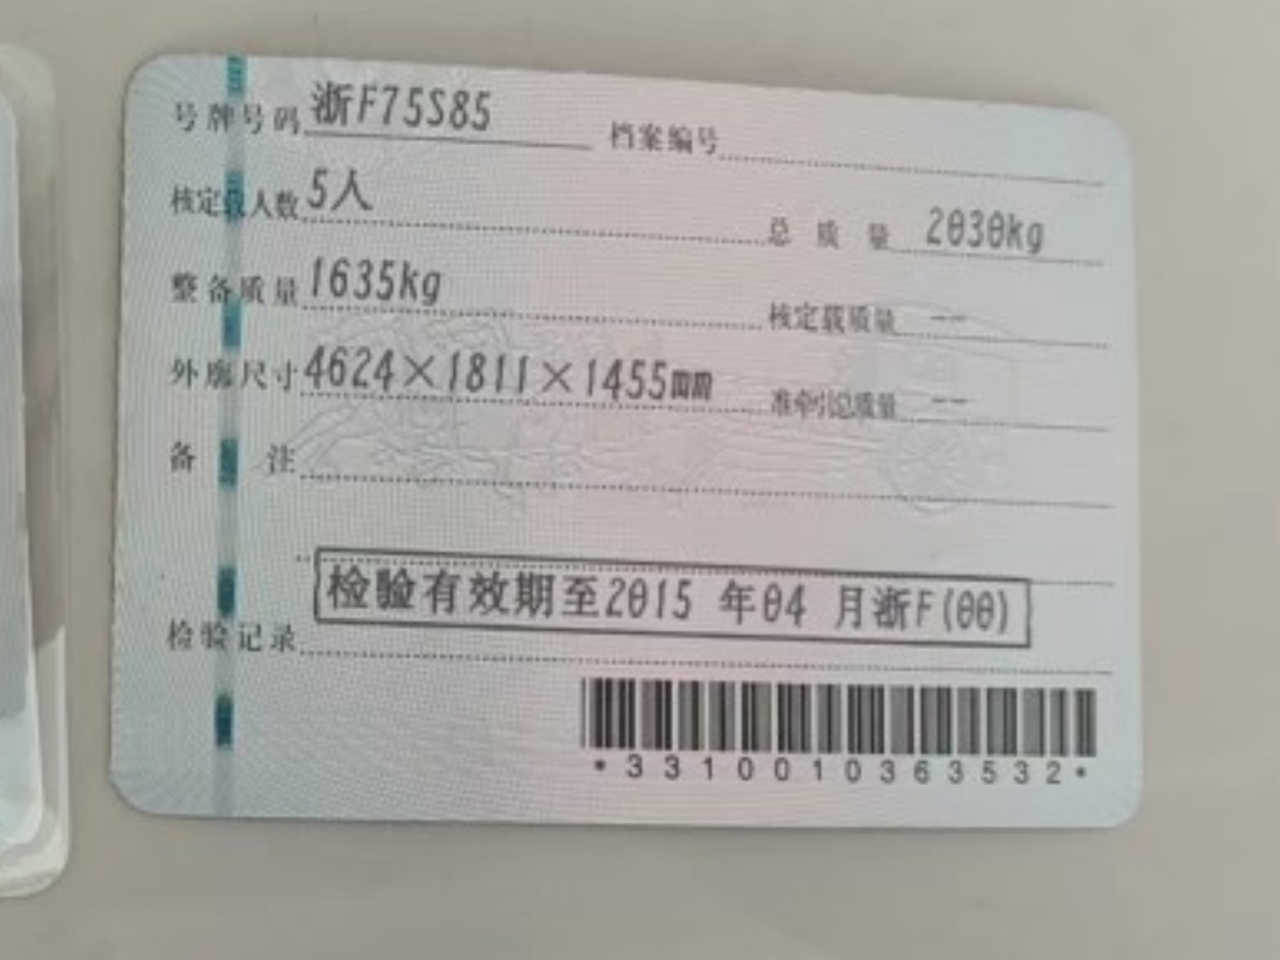 号牌号码 浙F75S85 档案编号
核定载人数 5人 总质量 2030kg
整备质量 1635kg 核定载质量 --
外廓尺寸 4624×1811×1455mm 准牵引总质量 --
备注
检验有效期至2015 年04 月浙F(00)
检验记录
*3310010363532*